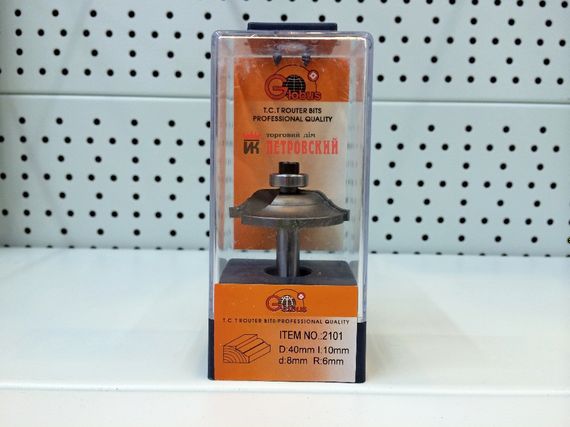 Globus
T.C.T ROUTER BITS
PROFESSIONAL QUALITY
торговий дім
ПЕТРОВСКИЙ
Globus
T.C.T ROUTER BITS-PROFESSIONAL QUALITY
ITEM NO.:2101
D:40mm l:10mm
d:8mm R:6mm